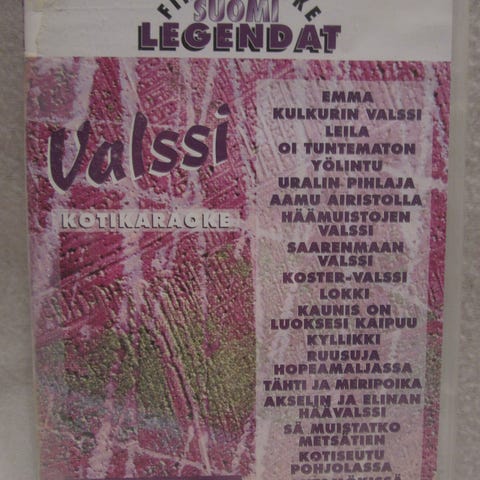 SUOMI
LEGENDAT
Valssi
KOTIKARAOKE
EMMA
KULKURIN VALSSI
LEILA
OI TUNTEMATON
YÖLINTU
URALIN PIHLAJA
AAMU AIRISTOLLA
HÄÄMUISTOJEN
VALSSI
SAARENMAAN
VALSSI
KOSTER-VALSSI
LOKKI
KAUNIS ON
LUOKSESI KAIPUU
KYLLIKKI
RUUSUJA
HOPEAMALJASSA
TÄHTI JA MERIPOIKA
AKSELIN JA ELINAN
HÄÄVALSSI
SÄ MUISTATKO
METSÄTIEN
KOTISEUTU
POHJOLASSA